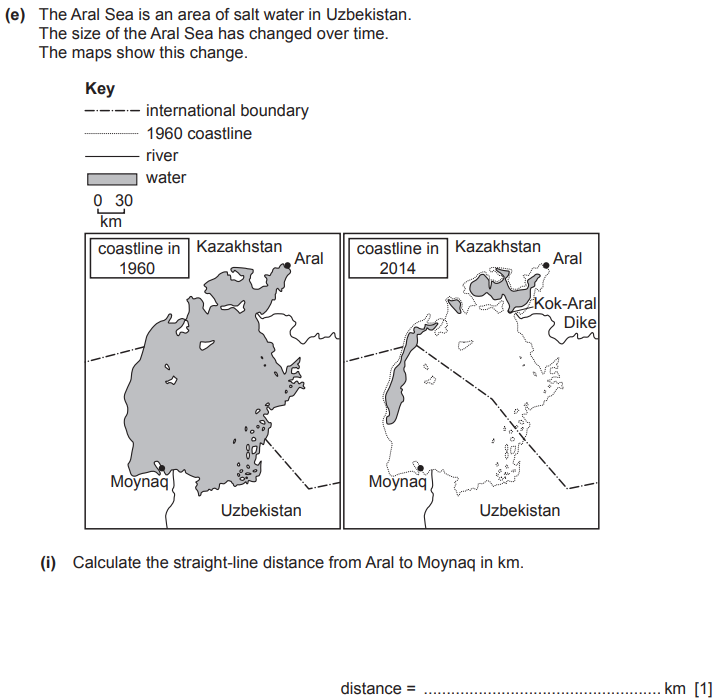 (e) The Aral Sea is an area of salt water in Uzbekistan.
The size of the Aral Sea has changed over time.
The maps show this change.
Key
international boundary
1960 coastline
river
water
0 30
km
coastline in
1960
Kazakhstan
Aral
Moynaq
Uzbekistan
coastline in
2014
Kazakhstan
Aral
Kok-Aral
Dike
Moynaq
Uzbekistan
(i) Calculate the straight-line distance from Aral to Moynaq in km.
distance = .................................................... km [1]